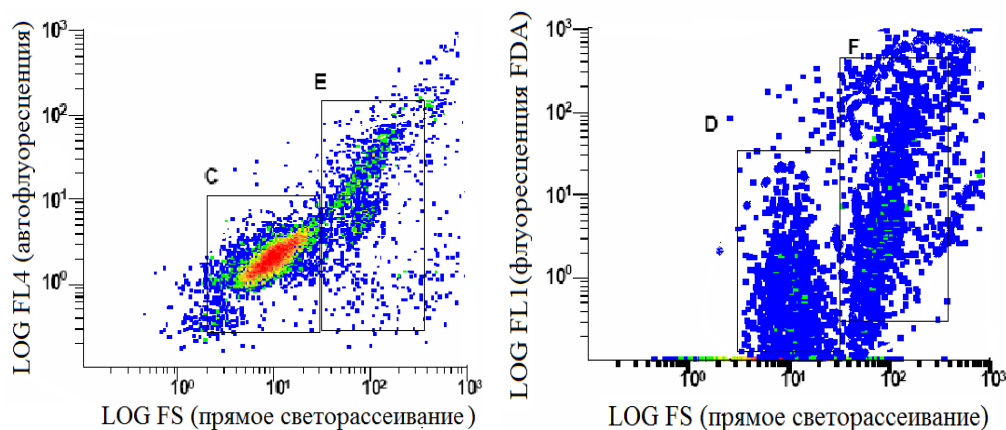 LOG FL4 (автофлуоресценция)
10³
10²
10¹
10⁰
C
E
10⁰ 10¹ 10² 10³
LOG FS (прямое светорассеивание)
LOG FL1(флуоресценция FDA)
10³
10²
10¹
10⁰
D
F
10⁰ 10¹ 10² 10³
LOG FS (прямое светорассеивание)